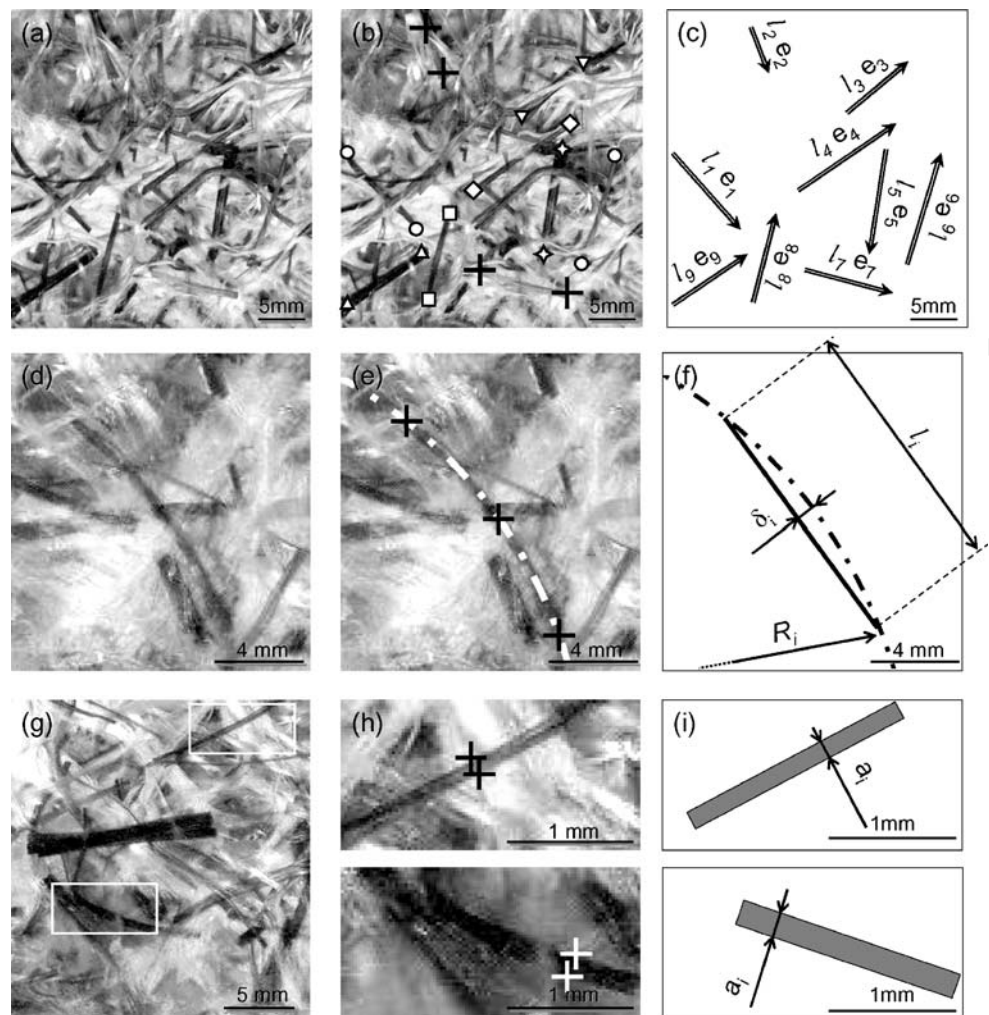 (a)
5mm
(b)
5mm
(c)
l₂ e₂
l₃ e₃
l₄ e₄
l₁ e₁
l₅ e₅
l₆ e₆
l₉ e₉
l₈ e₈
l₇ e₇
5mm
(d)
4 mm
(e)
4 mm
(f)
lᵢ
δᵢ
Rᵢ
4 mm
(g)
5 mm
(h)
1 mm
(i)
aᵢ
1mm
1mm
aᵢ
1mm